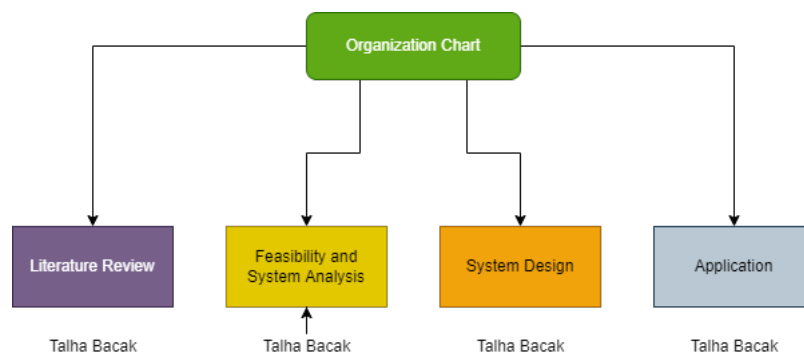 Organization Chart
Literature Review
Feasibility and
System Analysis
System Design
Application
Talha Bacak
Talha Bacak
Talha Bacak
Talha Bacak